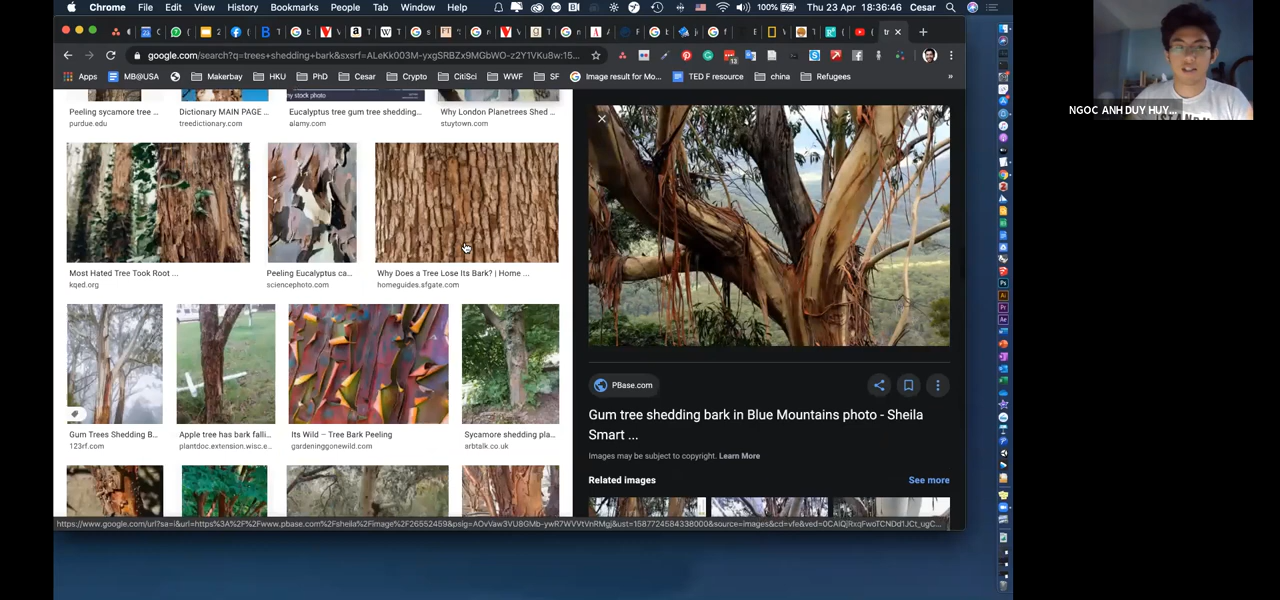 Chrome File Edit View History Bookmarks People Tab Window Help 100% Thu 23 Apr 18:36:46 Cesar
google.com/search?q=trees+shedding+bark&sxsrf=ALeKk003M-yxgSRBZx9MGbWO-z2Y1VKu8w:15...
Apps MB@USA Makerbay HKU PhD Cesar Crypto CitiSci WWF SF Image result for Mo... TED F resource china Refugees »
NGOC ANH DUY HUY...
Peeling sycamore tree ... Dictionary MAIN PAGE ... Eucalyptus tree gum tree shedding... Why London Planetrees Shed ...
purdue.edu treedictionary.com alamy.com stuytown.com
Most Hated Tree Took Root ... Peeling Eucalyptus ca... Why Does a Tree Lose Its Bark? | Home ...
kqed.org sciencephoto.com homeguides.sfgate.com
PBase.com
Gum tree shedding bark in Blue Mountains photo - Sheila
Smart ...
Gum Trees Shedding B... Apple tree has bark falli... Its Wild – Tree Bark Peeling Sycamore shedding pla...
123rf.com plantdoc.extension.wisc.e... gardeninggonewild.com arbtalk.co.uk
Images may be subject to copyright. Learn More
Related images See more